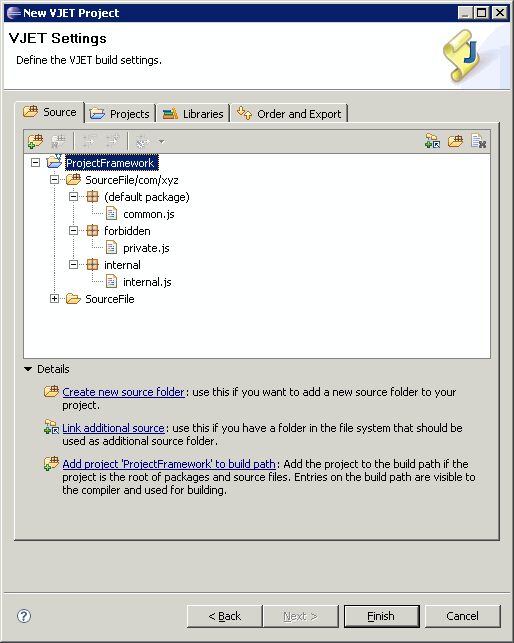 New VJET Project
VJET Settings
Define the VJET build settings.
Source
Projects
Libraries
Order and Export
ProjectFramework
SourceFile/com/xyz
(default package)
common.js
forbidden
private.js
internal
internal.js
SourceFile
Details
Create new source folder: use this if you want to add a new source folder to your
project.
Link additional source: use this if you have a folder in the file system that should be
used as additional source folder.
Add project 'ProjectFramework' to build path: Add the project to the build path if the
project is the root of packages and source files. Entries on the build path are visible to
the compiler and used for building.
?
< Back
Next >
Finish
Cancel